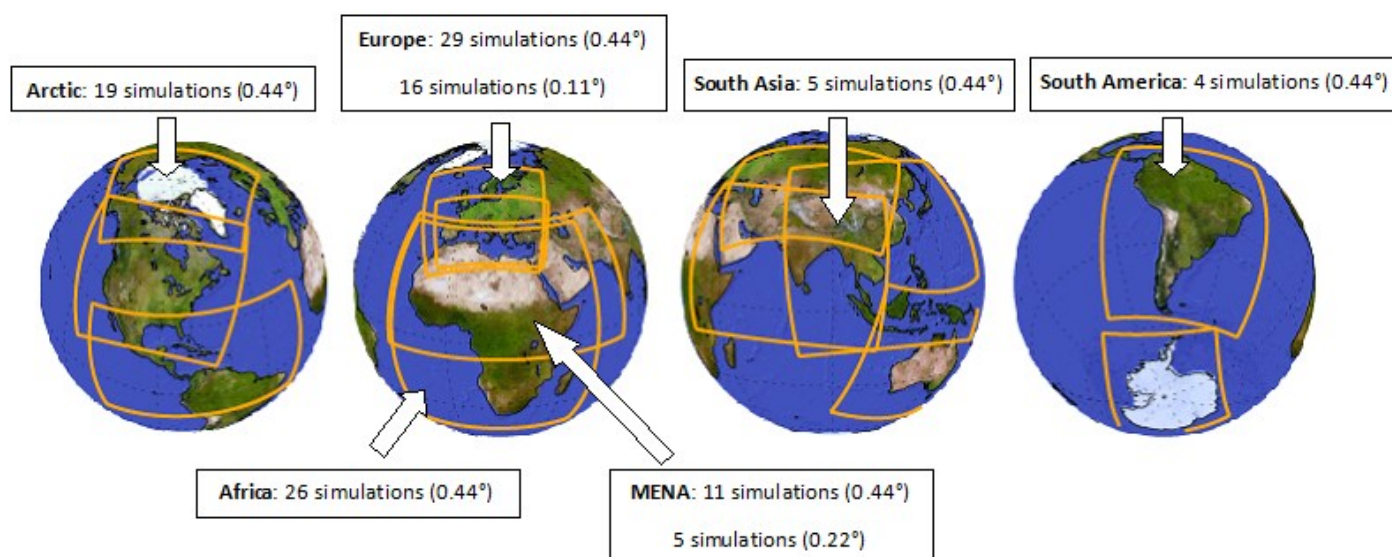 Europe: 29 simulations (0.44°)
16 simulations (0.11°)
Arctic: 19 simulations (0.44°)
South Asia: 5 simulations (0.44°)
South America: 4 simulations (0.44°)
Africa: 26 simulations (0.44°)
MENA: 11 simulations (0.44°)
5 simulations (0.22°)